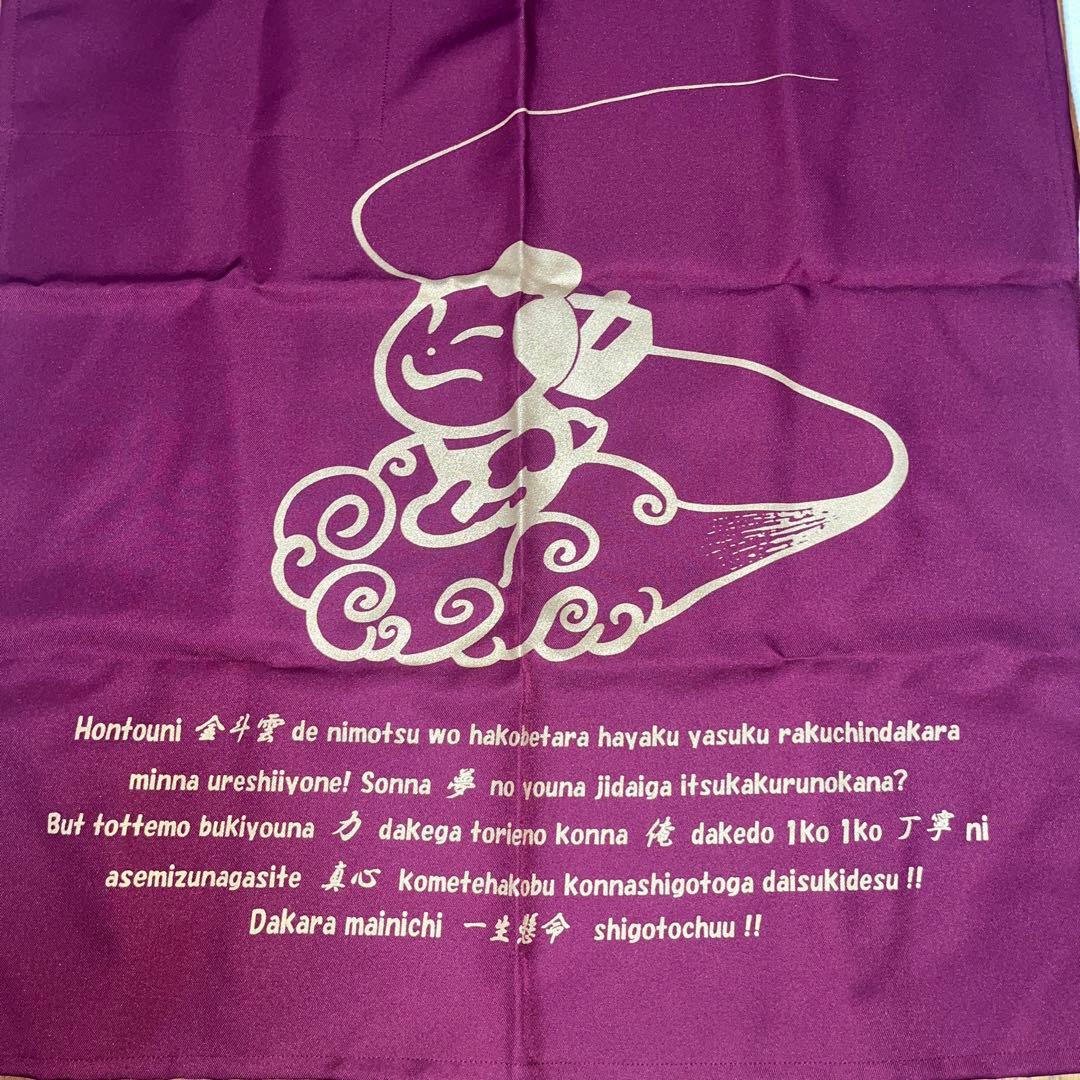 Hontouni 金斗雲 de nimotsu wo hakobetara hayaku yasuku rakuchindakara
minna ureshiiyone! Sonna 夢 no youna jidaiga itsukakurunokana?
But tottemo bukiyouna 力 dakega torieno konna 俺 dakedo 1ko 1ko 丁寧 ni
asemizunagasite 真心 Kometehakobu konnashigotoga daisukidesu !!
Dakara mainichi 一生懸命 shigotochuu !!